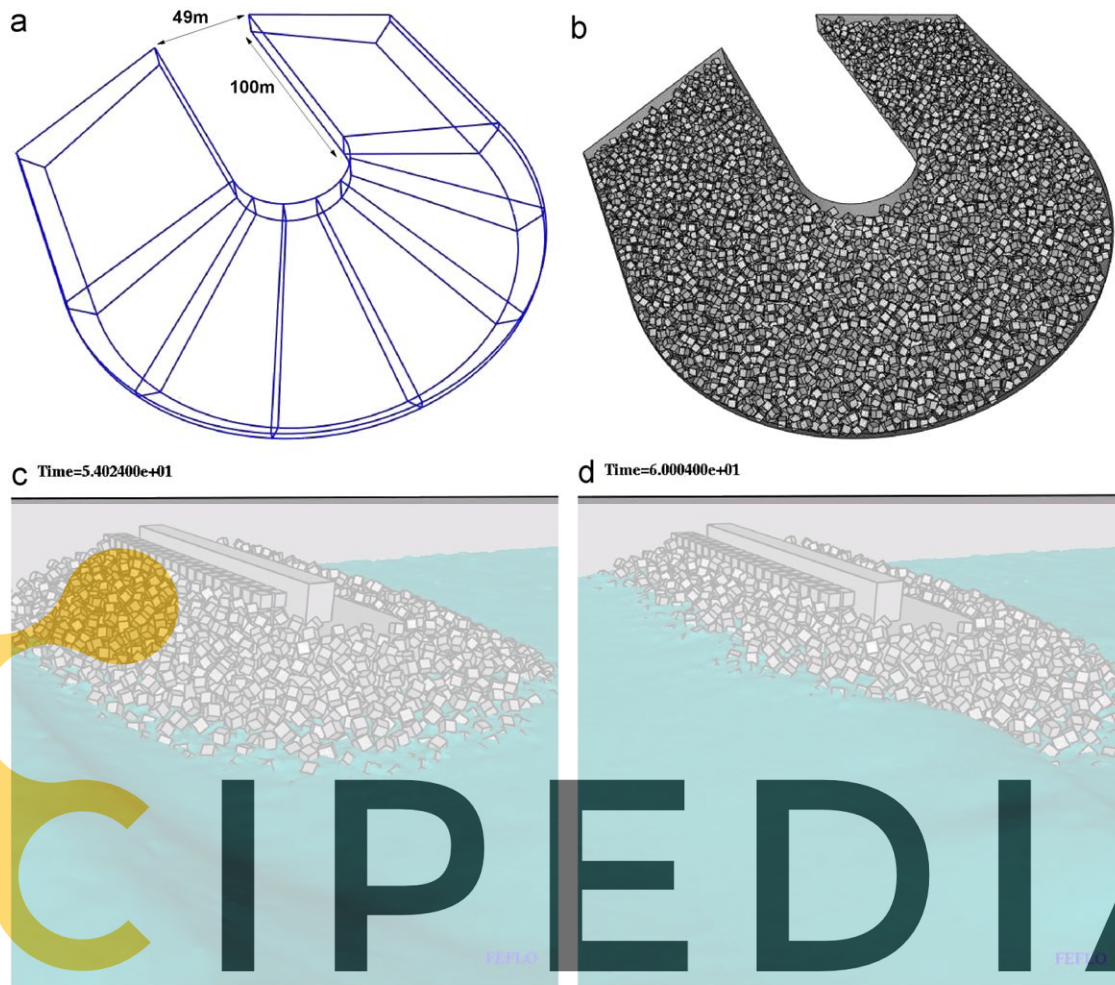 a
49m
100m
b
c Time=5.402400e+01
d Time=6.000400e+01
CIPEDIA
FEFLO
FEFLO